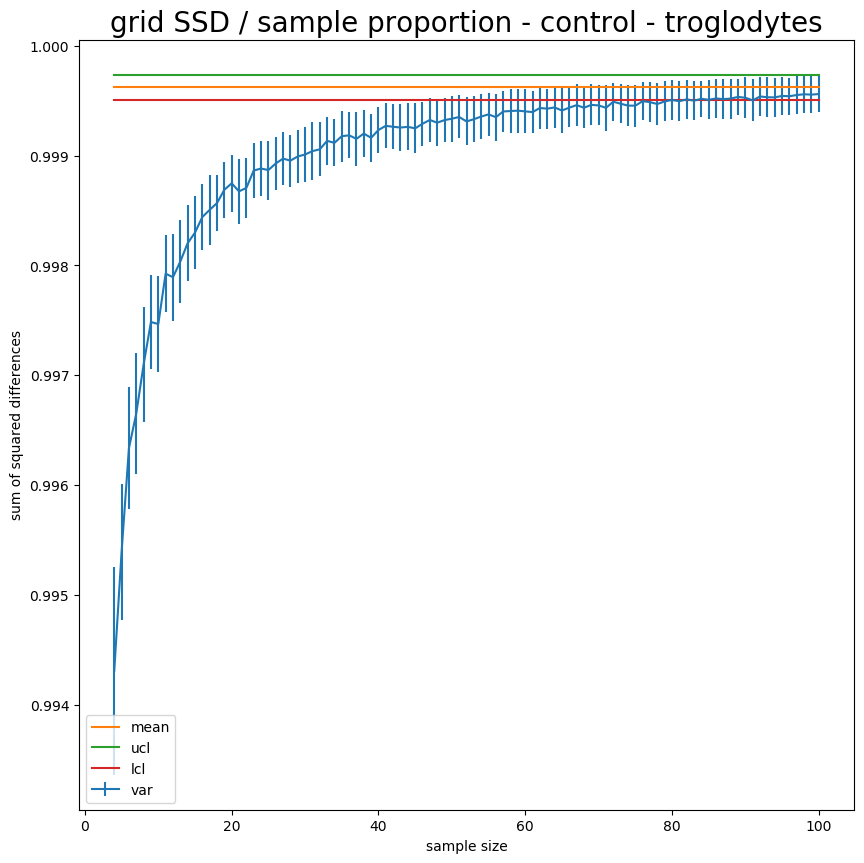 grid SSD / sample proportion - control - troglodytes
1.000
0.999
0.998
0.997
0.996
0.995
0.994
sum of squared differences
mean
ucl
lcl
var
0 20 40 60 80 100
sample size